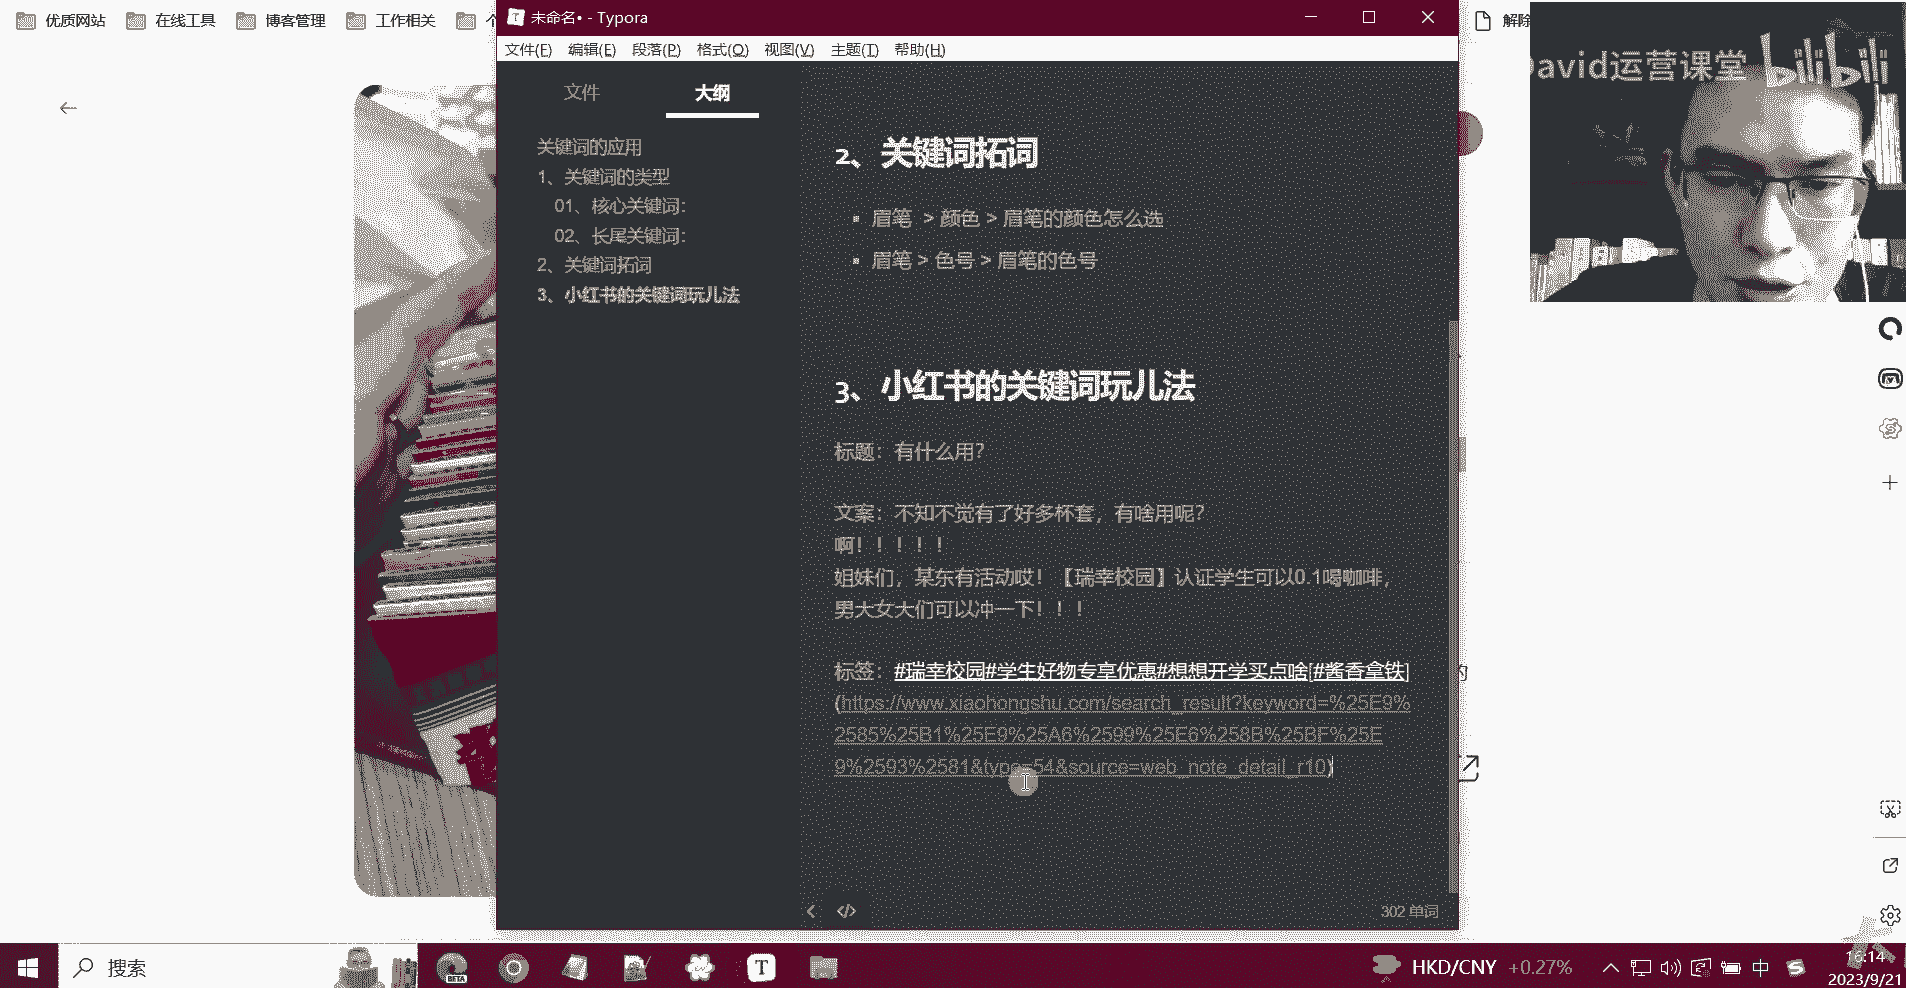 优质网站
在线工具
博客管理
工作相关
未命名• - Typora
解除
文件(F) 编辑(E) 段落(P) 格式(O) 视图(V) 主题(T) 帮助(H)
David运营课堂 bilibili
文件 大纲
关键词的应用
1、关键词的类型
01、核心关键词：
02、长尾关键词：
2、关键词拓词
3、小红书的关键词玩儿法
2、关键词拓词
眉笔 > 颜色 > 眉笔的颜色怎么选
眉笔 > 色号 > 眉笔的色号
3、小红书的关键词玩儿法
标题：有什么用？
文案：不知不觉有了好多杯套，有啥用呢？
啊！！！！！
姐妹们，某东有活动哎！【瑞幸校园】认证学生可以0.1喝咖啡，
男大女大们可以冲一下！！！
标签：#瑞幸校园#学生好物专享优惠#想想开学买点啥[#酱香拿铁]
(https://www.xiaohongshu.com/search_result?keyword=%25E9%
2585%25B1%25E9%25A6%2599%25E6%258B%25BF%25E
9%2593%2581&type=54&source=web_note_detail_r10)
302 单词
搜索
BETA
HKD/CNY +0.27%
中
16:14
2023/9/21